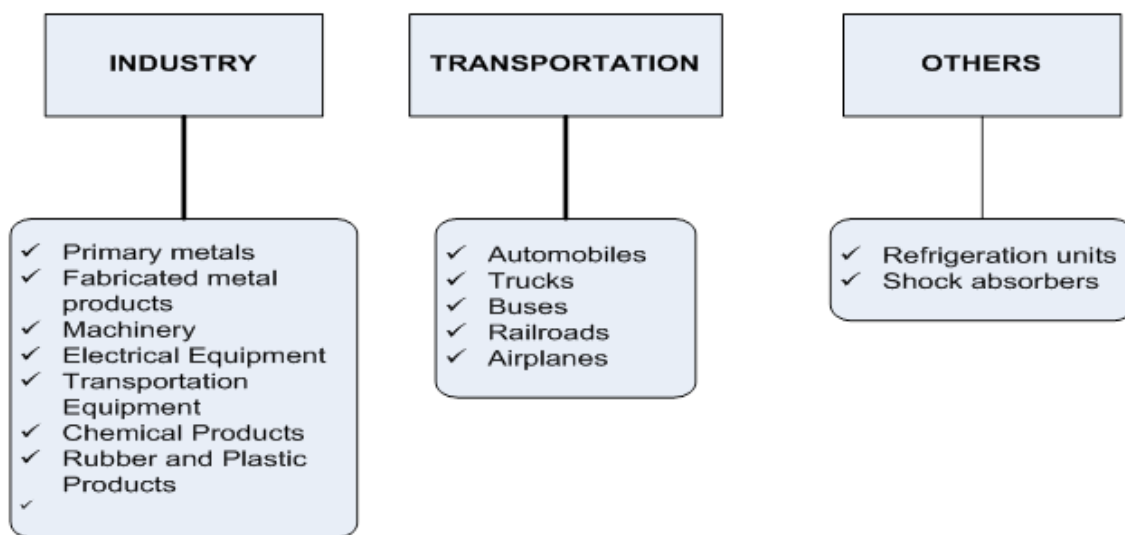 INDUSTRY
✓ Primary metals
✓ Fabricated metal
products
✓ Machinery
✓ Electrical Equipment
✓ Transportation
Equipment
✓ Chemical Products
✓ Rubber and Plastic
Products
✓
TRANSPORTATION
✓ Automobiles
✓ Trucks
✓ Buses
✓ Railroads
✓ Airplanes
OTHERS
✓ Refrigeration units
✓ Shock absorbers